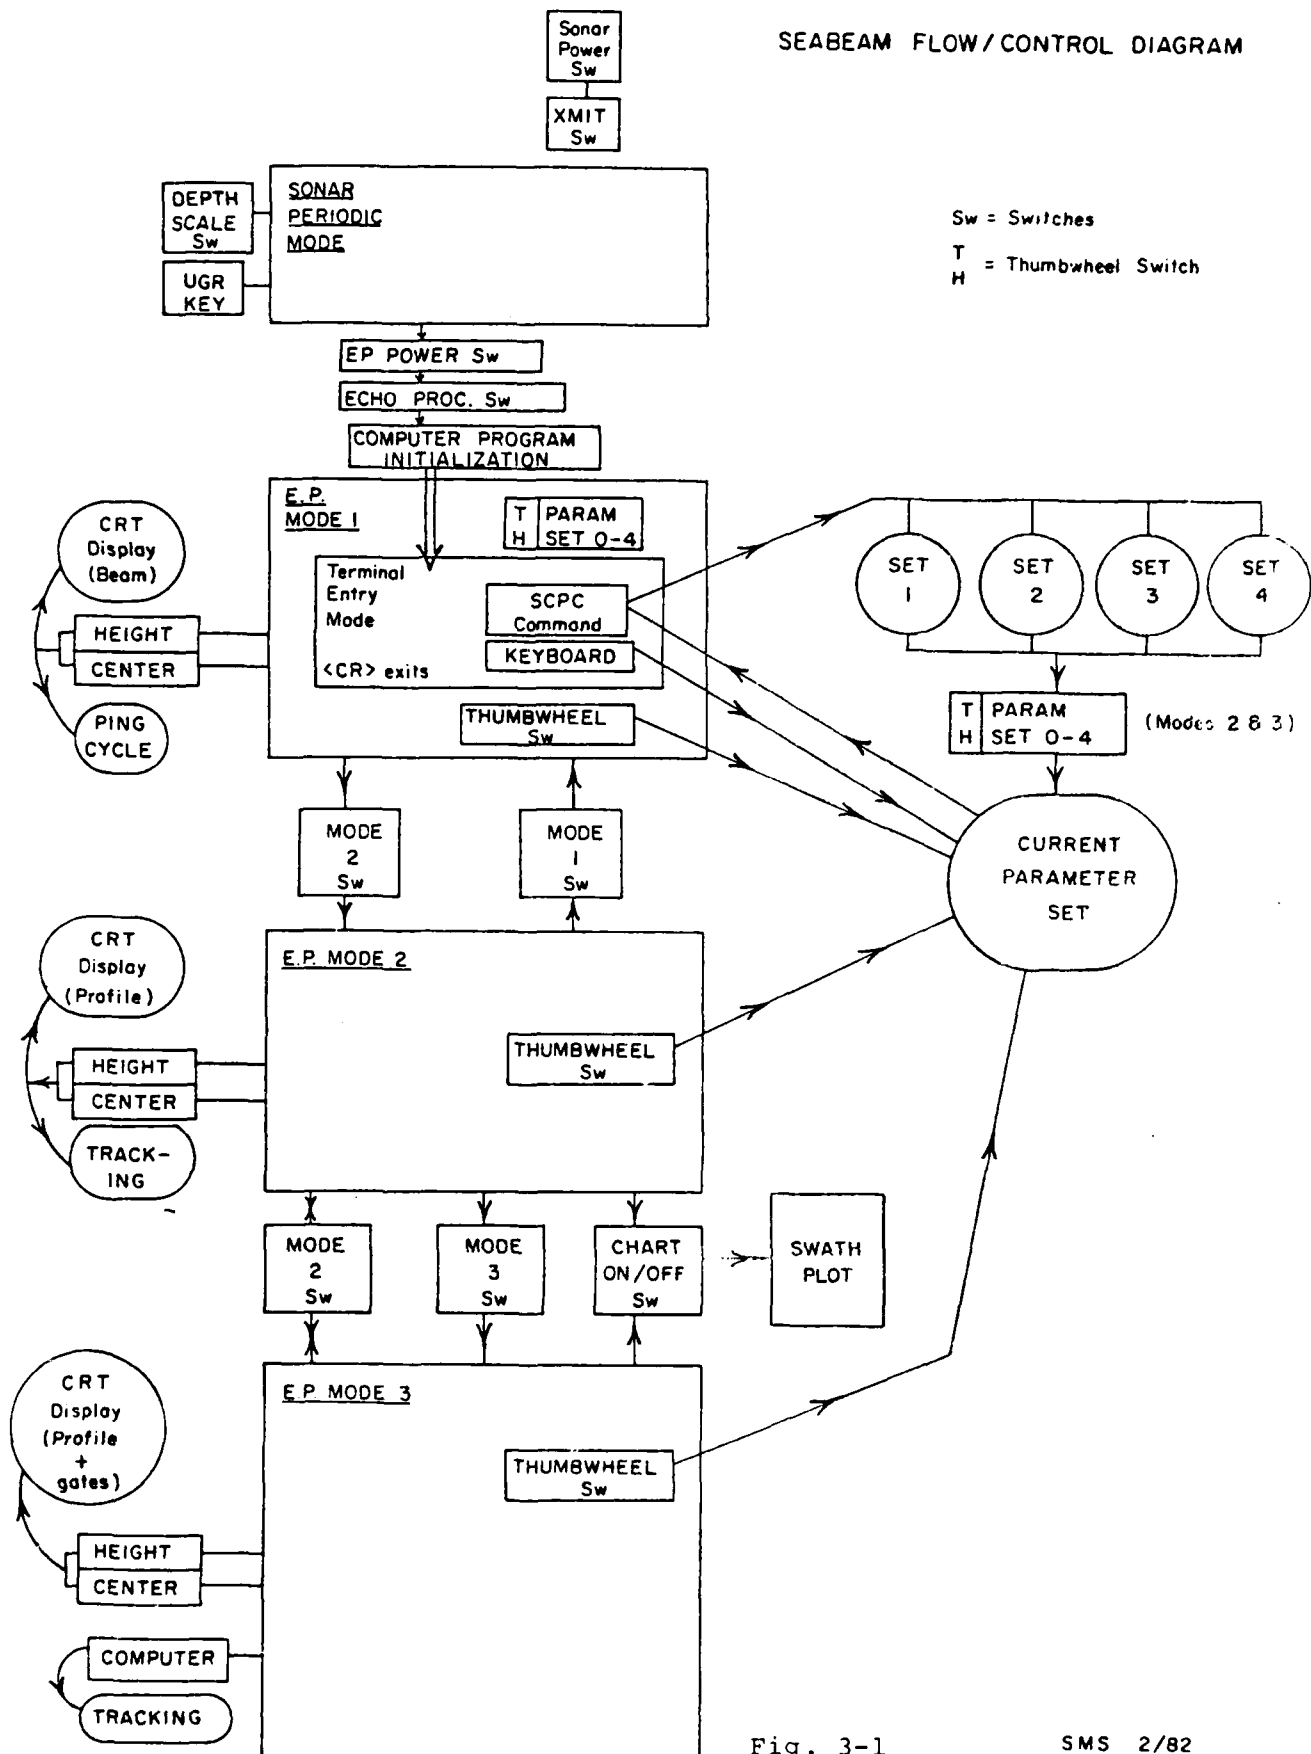 Sonar
Power
Sw
SEABEAM FLOW/CONTROL DIAGRAM
XMIT
Sw
DEPTH
SCALE
Sw
SONAR
PERIODIC
MODE
Sw = Switches
T
H = Thumbwheel Switch
UGR
KEY
EP POWER Sw
ECHO PROC. Sw
COMPUTER PROGRAM
INITIALIZATION
E.P.
MODE 1
T PARAM
H SET 0-4
CRT
Display
(Beam)
Terminal
Entry
Mode
<CR> exits
SCPC
Command
KEYBOARD
THUMBWHEEL
Sw
HEIGHT
CENTER
PING
CYCLE
SET
1
SET
2
SET
3
SET
4
T PARAM
H SET 0-4
(Modes 2 & 3)
MODE
2
Sw
MODE
1
Sw
CURRENT
PARAMETER
SET
CRT
Display
(Profile)
E.P. MODE 2
THUMBWHEEL
Sw
HEIGHT
CENTER
TRACK-
ING
MODE
2
Sw
MODE
3
Sw
CHART
ON/OFF
Sw
SWATH
PLOT
CRT
Display
(Profile
+
gates)
E.P. MODE 3
THUMBWHEEL
Sw
HEIGHT
CENTER
COMPUTER
TRACKING
Fig. 3-1
SMS 2/82